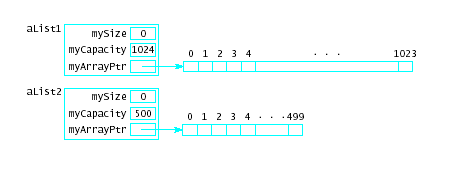 aList1
mySize 0
myCapacity 1024
myArrayPtr
0 1 2 3 4 · · · 1023
aList2
mySize 0
myCapacity 500
myArrayPtr
0 1 2 3 4 · · ·499